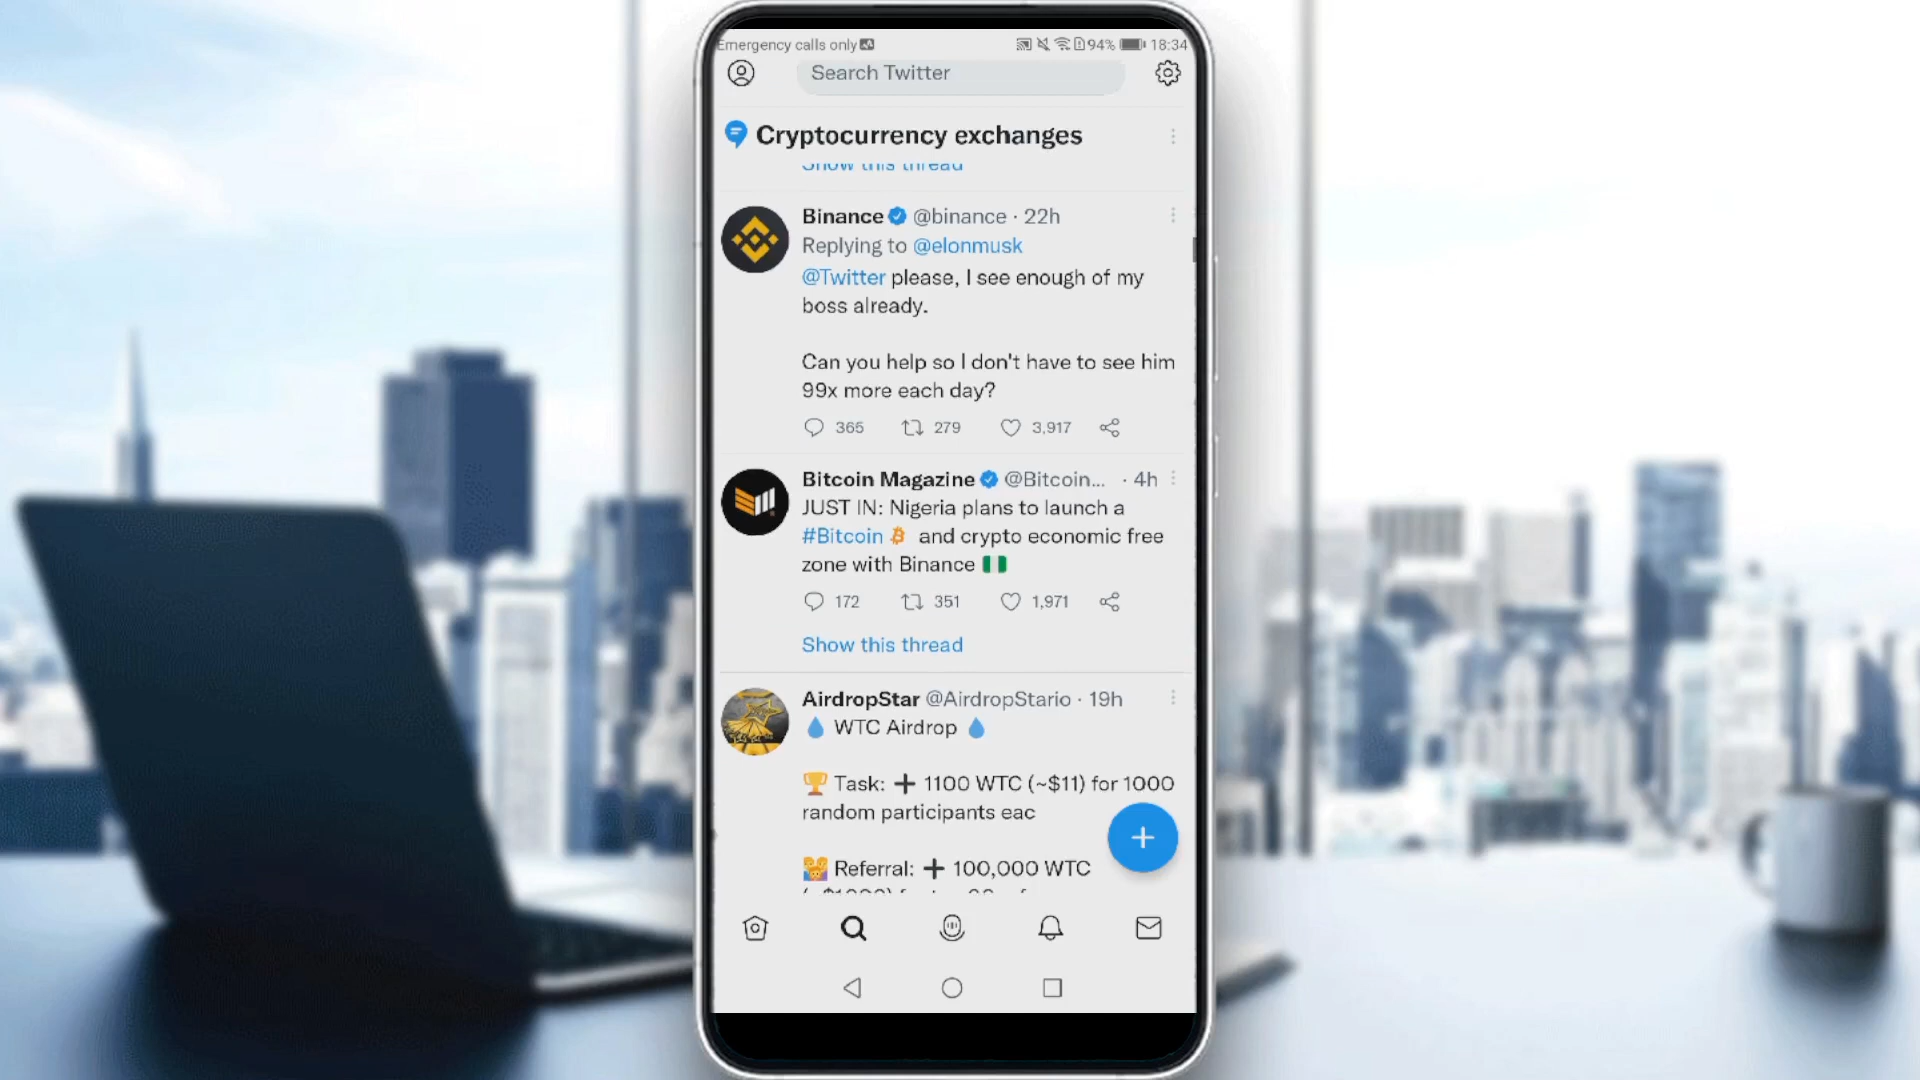 Emergency calls only 94% 18:34
Search Twitter
Cryptocurrency exchanges
Show this thread
Binance @binance · 22h
Replying to @elonmusk
@Twitter please, I see enough of my
boss already.
Can you help so I don't have to see him
99x more each day?
365 279 3,917
Bitcoin Magazine @Bitcoin... · 4h
JUST IN: Nigeria plans to launch a
#Bitcoin and crypto economic free
zone with Binance
172 351 1,971
Show this thread
AirdropStar @AirdropStario · 19h
WTC Airdrop
Task: ➕ 1100 WTC (~$11) for 1000
random participants eac
Referral: ➕ 100,000 WTC